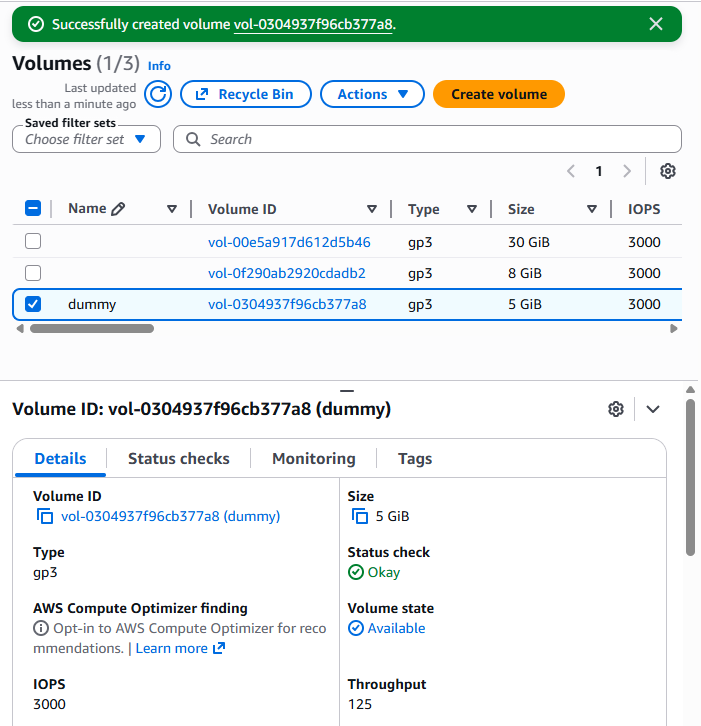 Successfully created volume vol-0304937f96cb377a8.
Volumes (1/3) Info
Last updated
less than a minute ago
Recycle Bin
Actions
Create volume
Saved filter sets
Choose filter set
Search
1
Name Volume ID Type Size IOPS
vol-00e5a917d612d5b46 gp3 30 GiB 3000
vol-0f290ab2920cdadb2 gp3 8 GiB 3000
dummy vol-0304937f96cb377a8 gp3 5 GiB 3000
Volume ID: vol-0304937f96cb377a8 (dummy)
Details Status checks Monitoring Tags
Volume ID
vol-0304937f96cb377a8 (dummy)
Size
5 GiB
Type
gp3
Status check
Okay
AWS Compute Optimizer finding
Opt-in to AWS Compute Optimizer for reco
mmendations. | Learn more
Volume state
Available
IOPS
3000
Throughput
125